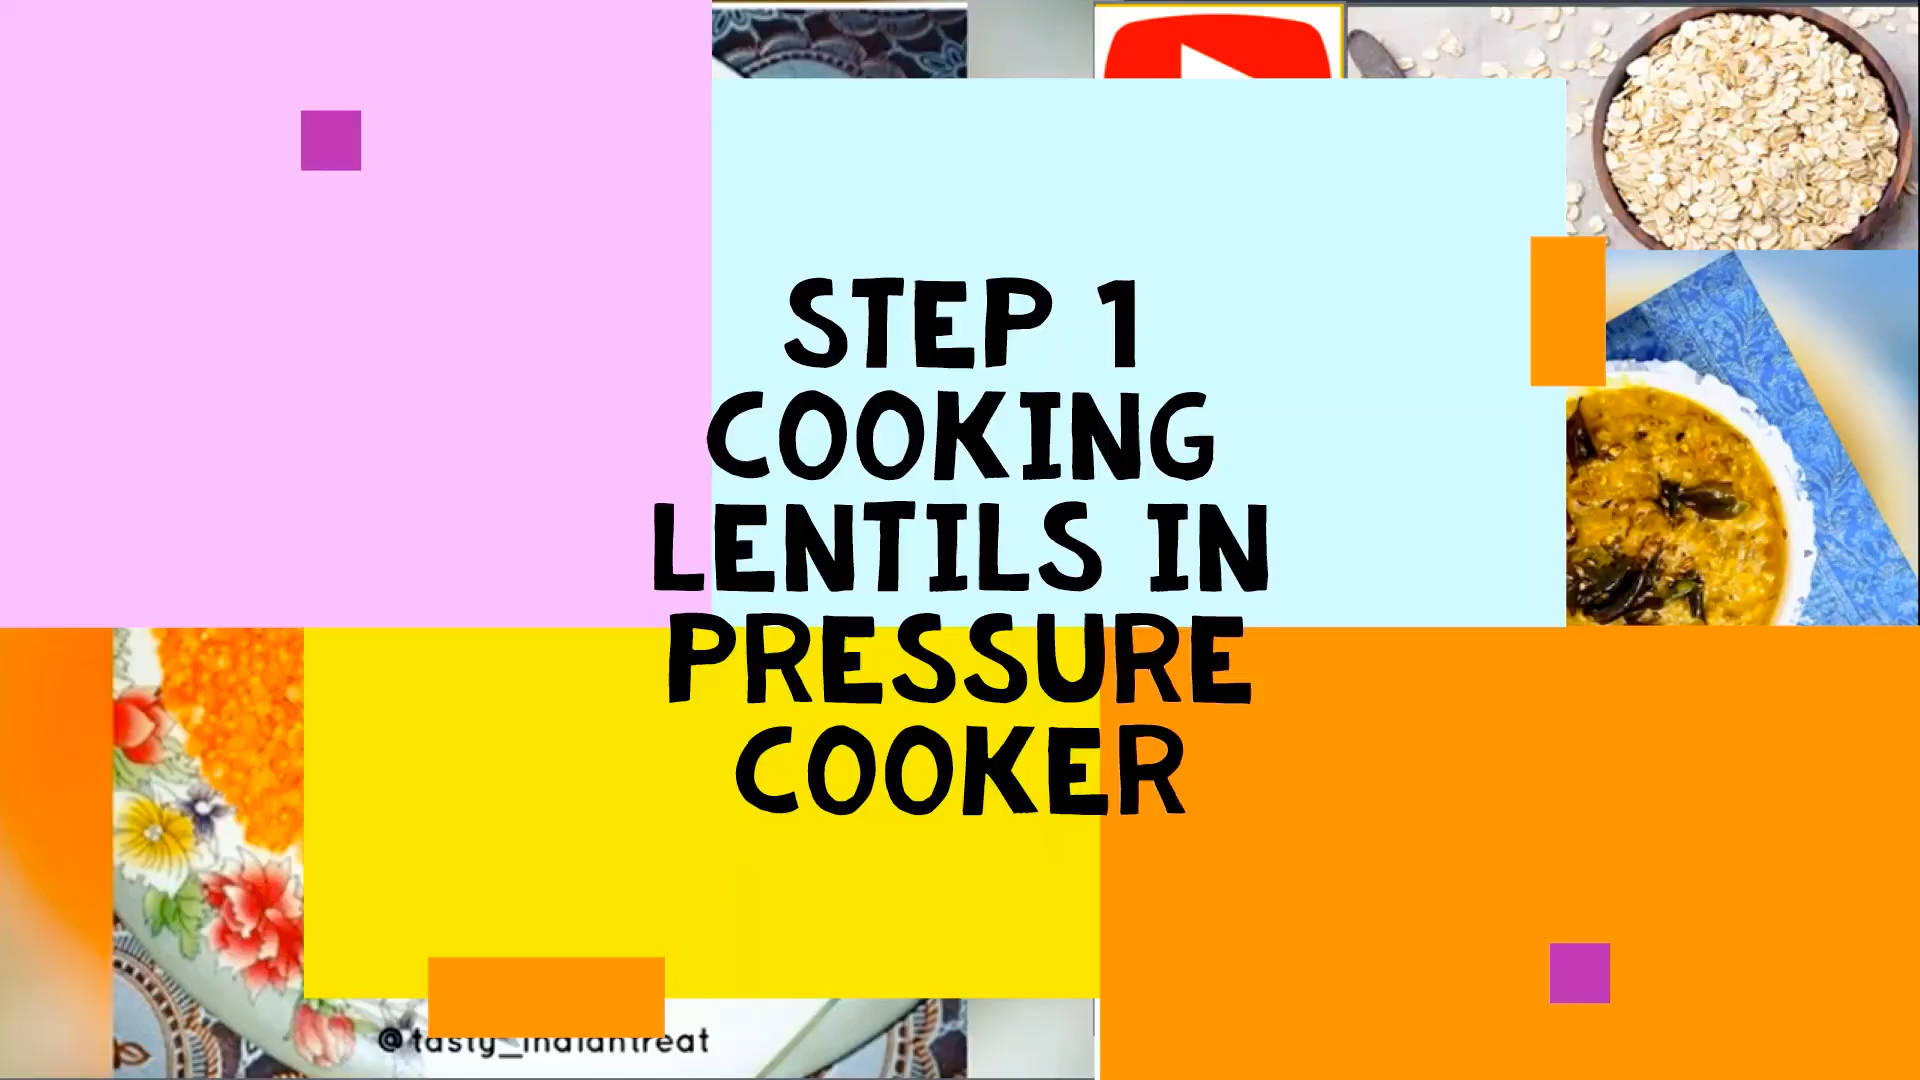 STEP 1
COOKING
LENTILS IN
PRESSURE
COOKER
@tasty_indiantreat